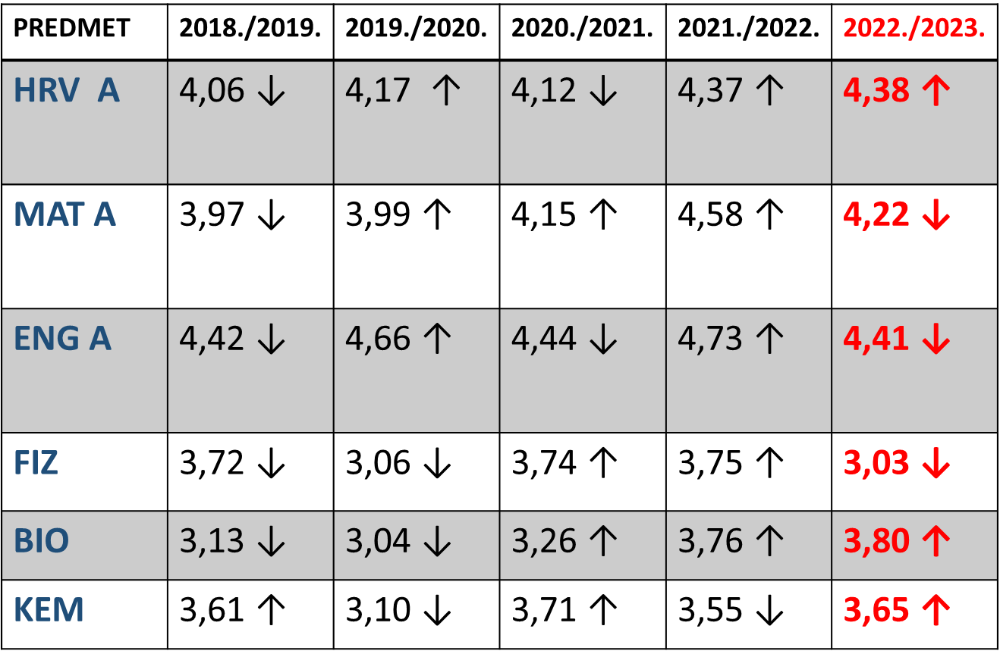 PREDMET 2018./2019. 2019./2020. 2020./2021. 2021./2022. 2022./2023.
HRV A 4,06 ↓ 4,17 ↑ 4,12 ↓ 4,37 ↑ 4,38 ↑
MAT A 3,97 ↓ 3,99 ↑ 4,15 ↑ 4,58 ↑ 4,22 ↓
ENG A 4,42 ↓ 4,66 ↑ 4,44 ↓ 4,73 ↑ 4,41 ↓
FIZ 3,72 ↓ 3,06 ↓ 3,74 ↑ 3,75 ↑ 3,03 ↓
BIO 3,13 ↓ 3,04 ↓ 3,26 ↑ 3,76 ↑ 3,80 ↑
KEM 3,61 ↑ 3,10 ↓ 3,71 ↑ 3,55 ↓ 3,65 ↑